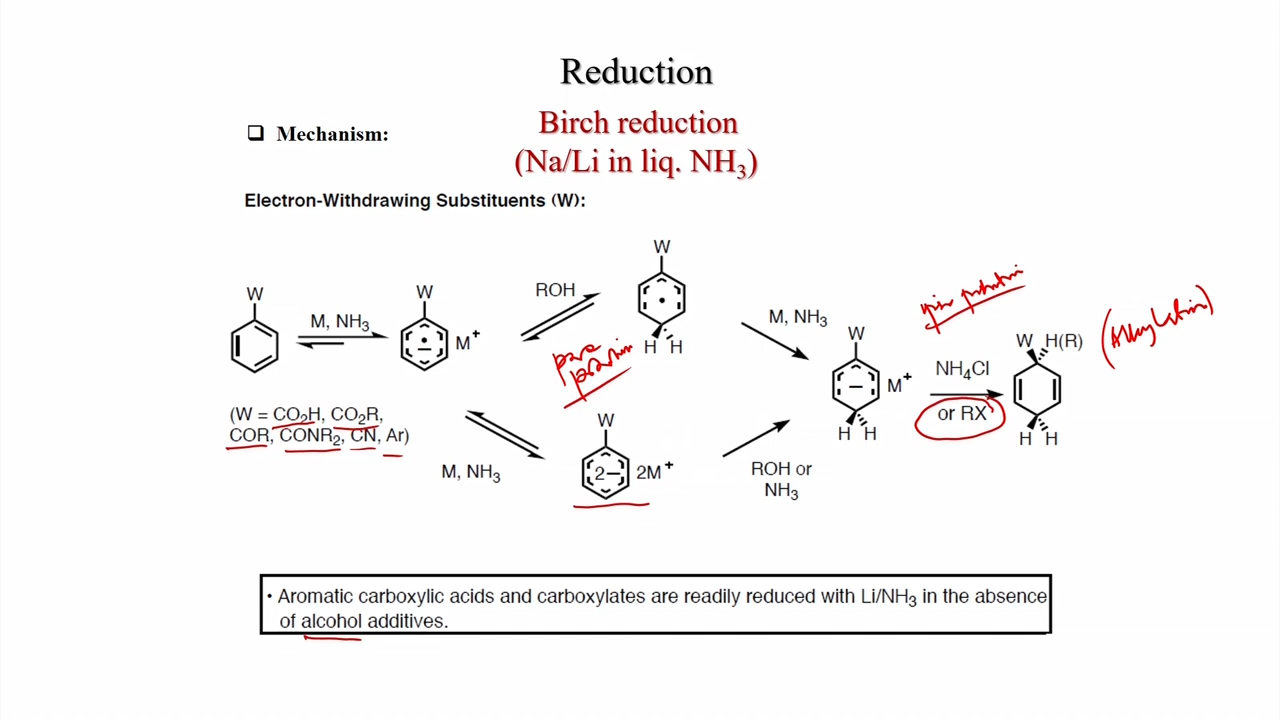 Reduction
Birch reduction
❑ Mechanism:
(Na/Li in liq. NH₃)
Electron-Withdrawing Substituents (W):
W
W
W
W
W
W
ROH
M, NH₃
M⁺
H H
para
M, NH₃
M⁺
H H
ipso protonation
NH₄Cl
or RX
W H(R)
H H
(Alkylation)
(W = CO₂H, CO₂R,
COR, CONR₂, CN, Ar)
M, NH₃
2− 2M⁺
ROH or
NH₃
• Aromatic carboxylic acids and carboxylates are readily reduced with Li/NH₃ in the absence
of alcohol additives.